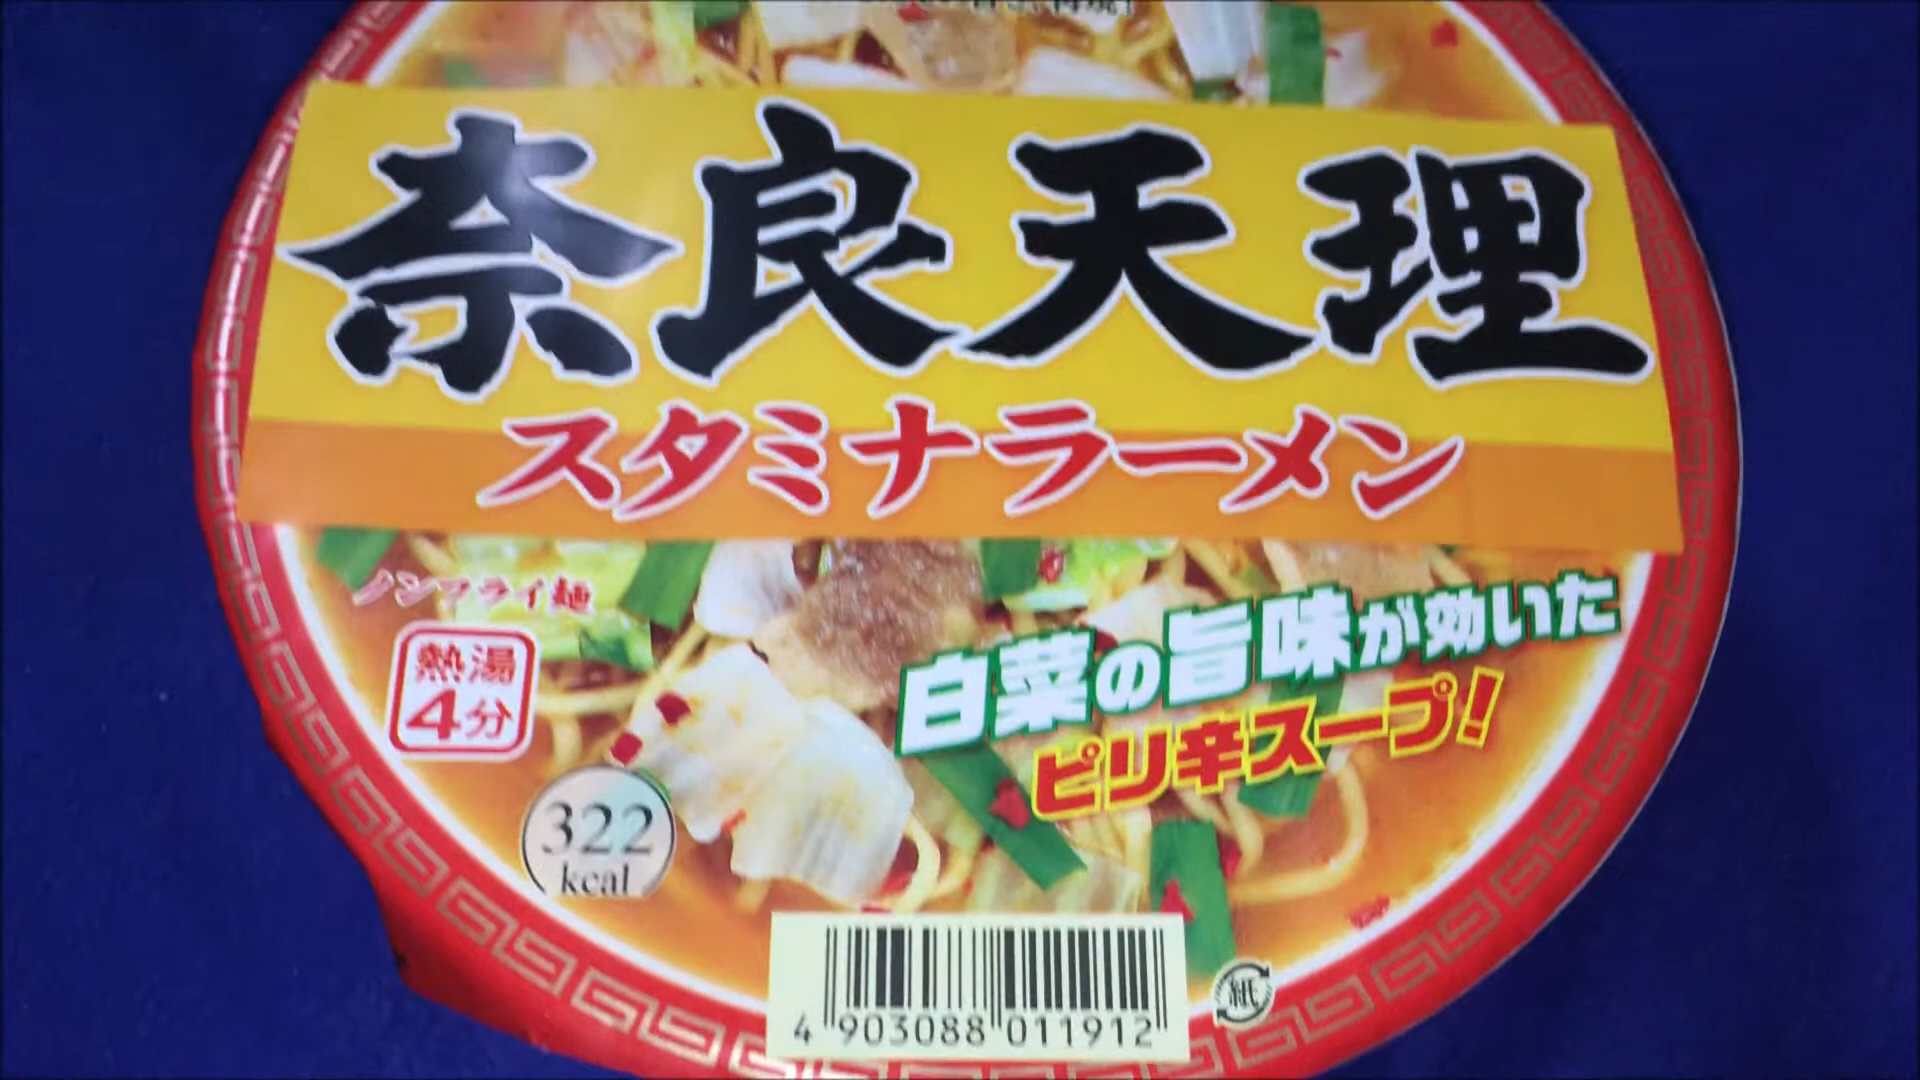 奈良天理
スタミナラーメン
ノンフライ麺
熱湯
4分
白菜の旨味が効いた
ピリ辛スープ!
322
kcal
4 903088 011912
紙